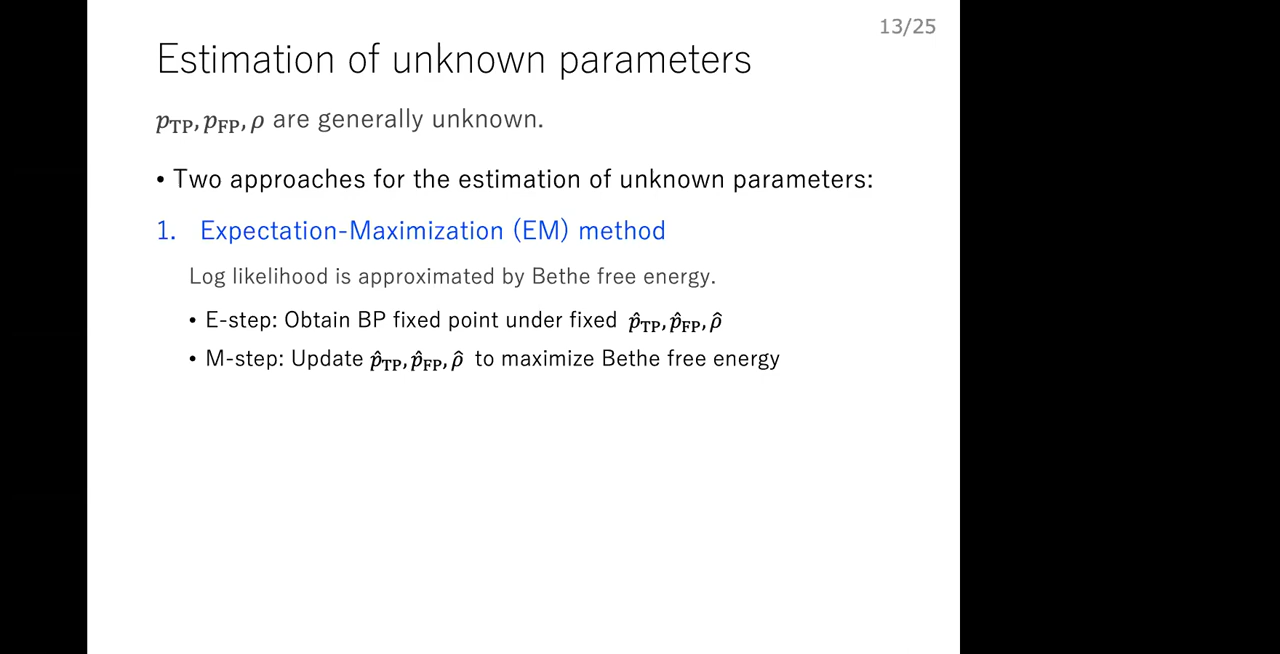 13/25
Estimation of unknown parameters
p_TP, p_FP, ρ are generally unknown.
• Two approaches for the estimation of unknown parameters:
1. Expectation-Maximization (EM) method
Log likelihood is approximated by Bethe free energy.
• E-step: Obtain BP fixed point under fixed p̂_TP, p̂_FP, ρ̂
• M-step: Update p̂_TP, p̂_FP, ρ̂ to maximize Bethe free energy